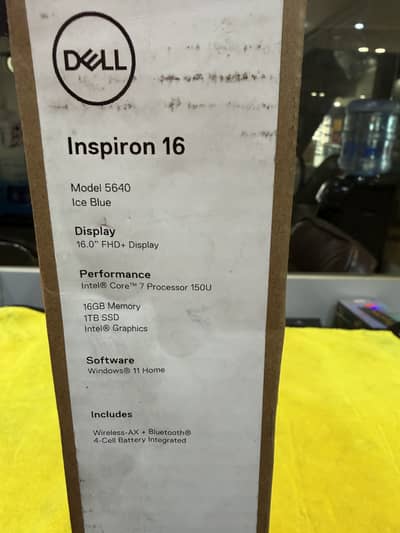 DELL
Inspiron 16
Model 5640
Ice Blue
Display
16.0" FHD+ Display
Performance
Intel® Core™ 7 Processor 150U
16GB Memory
1TB SSD
Intel® Graphics
Software
Windows® 11 Home
Includes
Wireless-AX + Bluetooth®
4-Cell Battery Integrated